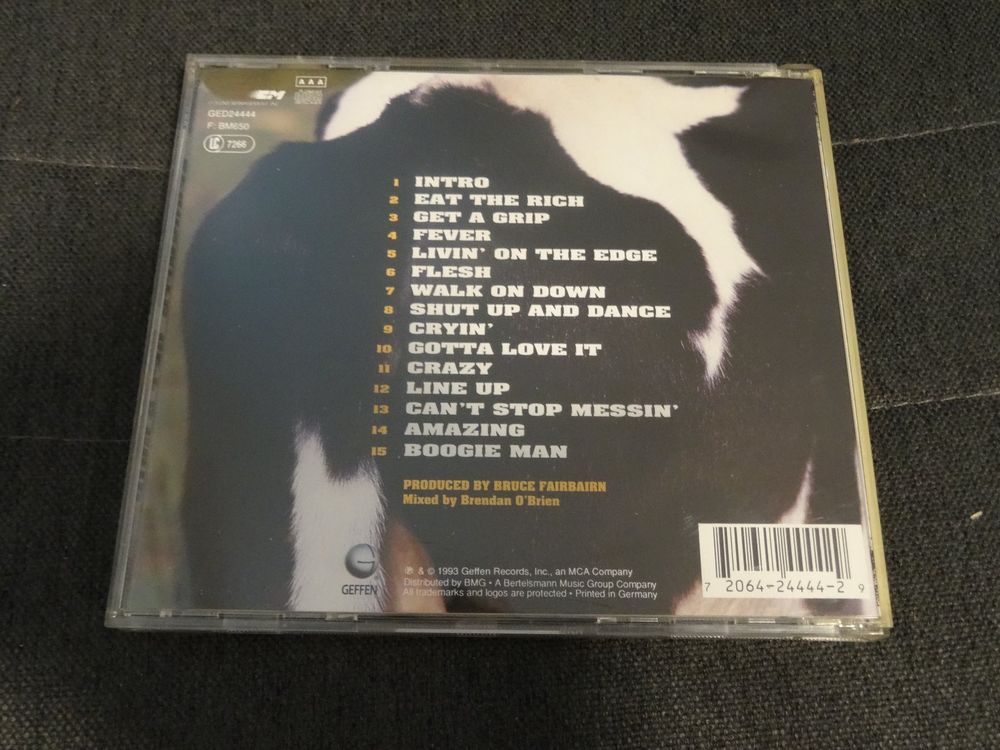 AAA
GED24444
F: BM650
LC 7266
1 INTRO
2 EAT THE RICH
3 GET A GRIP
4 FEVER
5 LIVIN' ON THE EDGE
6 FLESH
7 WALK ON DOWN
8 SHUT UP AND DANCE
9 CRYIN'
10 GOTTA LOVE IT
11 CRAZY
12 LINE UP
13 CAN'T STOP MESSIN'
14 AMAZING
15 BOOGIE MAN
PRODUCED BY BRUCE FAIRBAIRN
Mixed by Brendan O'Brien
GEFFEN
℗ & © 1993 Geffen Records, Inc., an MCA Company
Distributed by BMG • A Bertelsmann Music Group Company
All trademarks and logos are protected • Printed in Germany
7 2064-24444-2 9